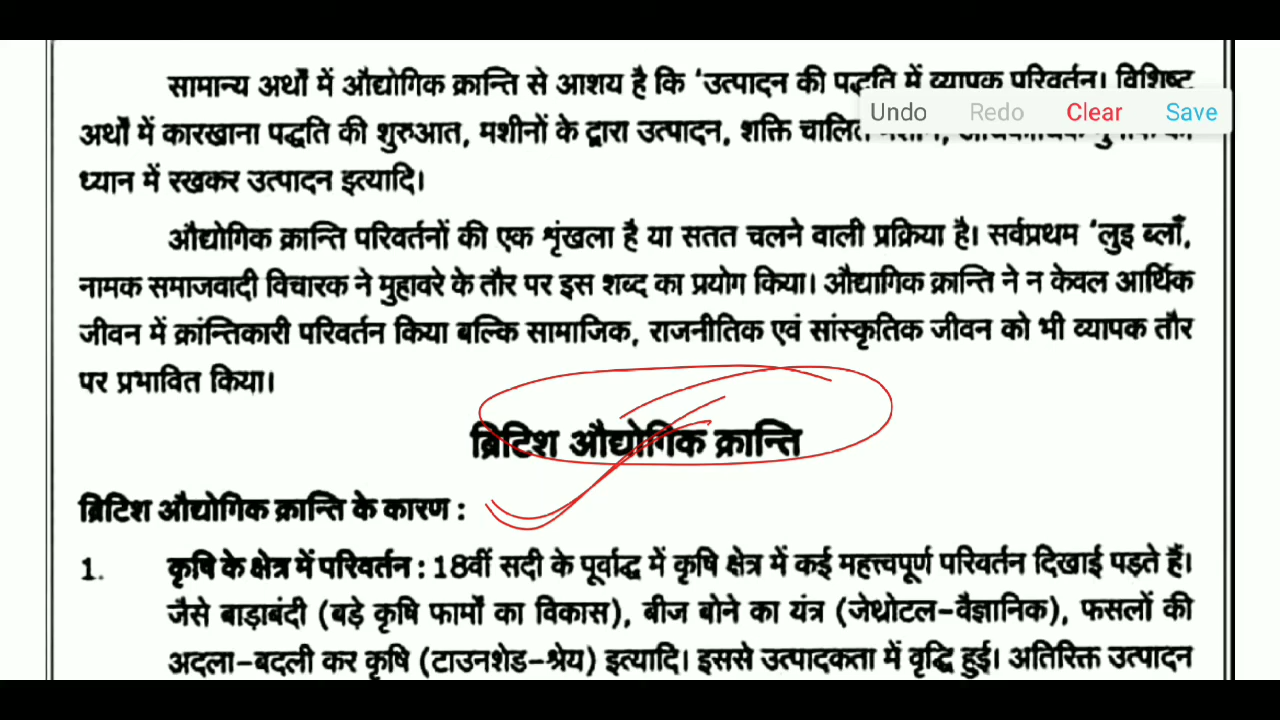 सामान्य अर्थों में औद्योगिक क्रान्ति से आशय है कि 'उत्पादन की पद्धति में व्यापक परिवर्तन। विशिष्ट
Undo Redo Clear Save
अर्थों में कारखाना पद्धति की शुरुआत, मशीनों के द्वारा उत्पादन, शक्ति चालित
ध्यान में रखकर उत्पादन इत्यादि।
औद्योगिक क्रान्ति परिवर्तनों की एक शृंखला है या सतत चलने वाली प्रक्रिया है। सर्वप्रथम 'लुइ ब्लाँ,
नामक समाजवादी विचारक ने मुहावरे के तौर पर इस शब्द का प्रयोग किया। औद्यागिक क्रान्ति ने न केवल आर्थिक
जीवन में क्रांन्तिकारी परिवर्तन किया बल्कि सामाजिक, राजनीतिक एवं सांस्कृतिक जीवन को भी व्यापक तौर
पर प्रभावित किया।
ब्रिटिश औद्योगिक क्रान्ति
ब्रिटिश औद्योगिक क्रान्ति के कारण :
1. कृषि के क्षेत्र में परिवर्तन : 18वीं सदी के पूर्वाद्ध में कृषि क्षेत्र में कई महत्त्वपूर्ण परिवर्तन दिखाई पड़ते हैं।
जैसे बाड़ाबंदी (बड़े कृषि फार्मों का विकास), बीज बोने का यंत्र (जेथ्रोटल-वैज्ञानिक), फसलों की
अदला-बदली कर कृषि (टाउनशेड-श्रेय) इत्यादि। इससे उत्पादकता में वृद्धि हुई। अतिरिक्त उत्पादन